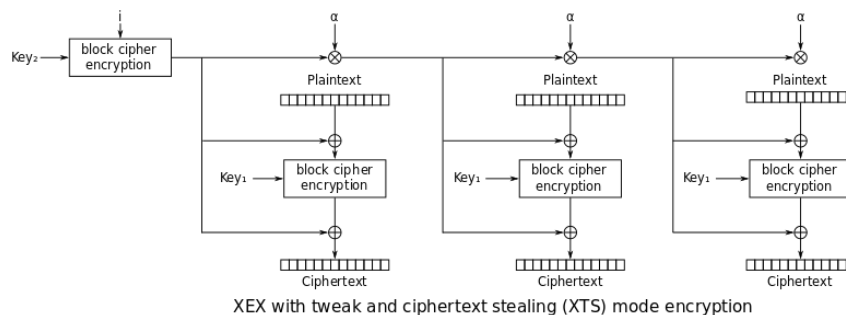 i
α
α
α
Key₂
block cipher
encryption
Plaintext
Plaintext
Plaintext
Key₁
block cipher
encryption
Key₁
block cipher
encryption
Key₁
block cipher
encryption
Ciphertext
Ciphertext
Ciphertext
XEX with tweak and ciphertext stealing (XTS) mode encryption